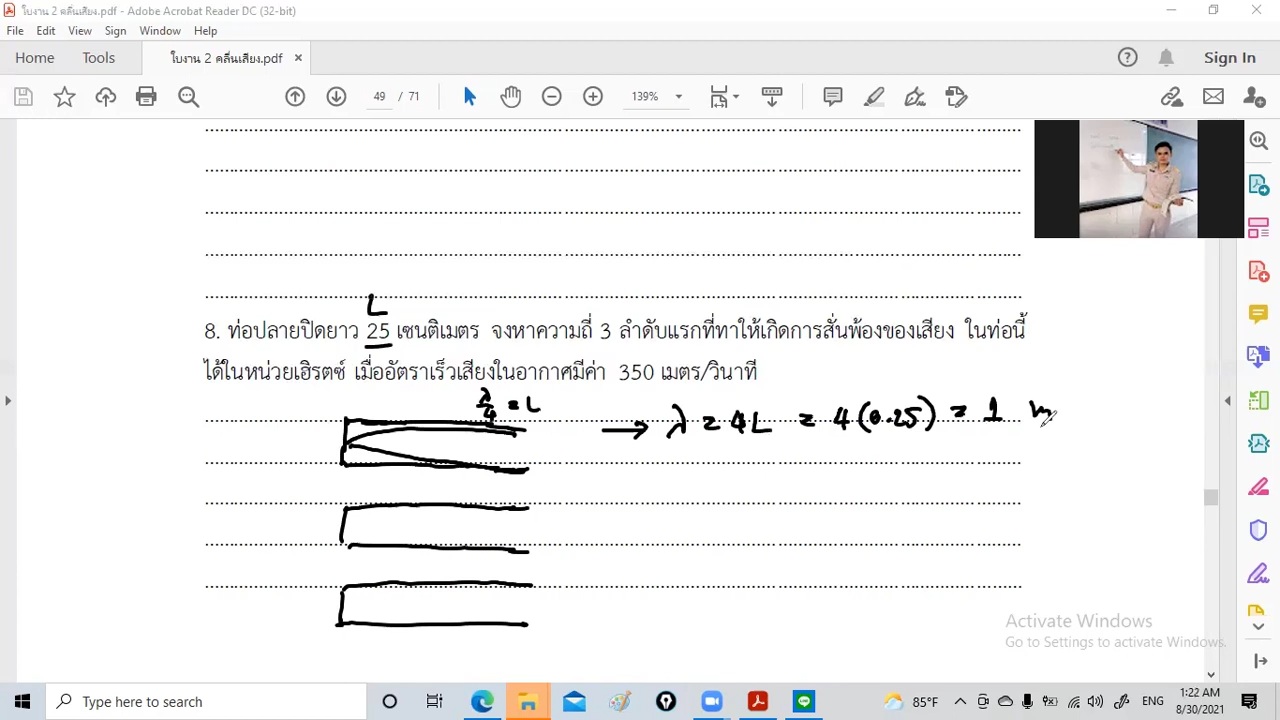 ใบงาน 2 คลื่นเสียง.pdf - Adobe Acrobat Reader DC (32-bit)
File Edit View Sign Window Help
Home Tools ใบงาน 2 คลื่นเสียง.pdf × Sign In
49 / 71 139%
L
8. ท่อปลายปิดยาว 25 เซนติเมตร จงหาความถี่ 3 ลำดับแรกที่ทาให้เกิดการสั่นพ้องของเสียง ในท่อนี้
ได้ในหน่วยเฮิรตซ์ เมื่ออัตราเร็วเสียงในอากาศมีค่า 350 เมตร/วินาที
λ/4 = L
→ λ = 4L = 4(0.25) = 1 m
Activate Windows
Go to Settings to activate Windows.
Type here to search
85°F ENG 1:22 AM
8/30/2021